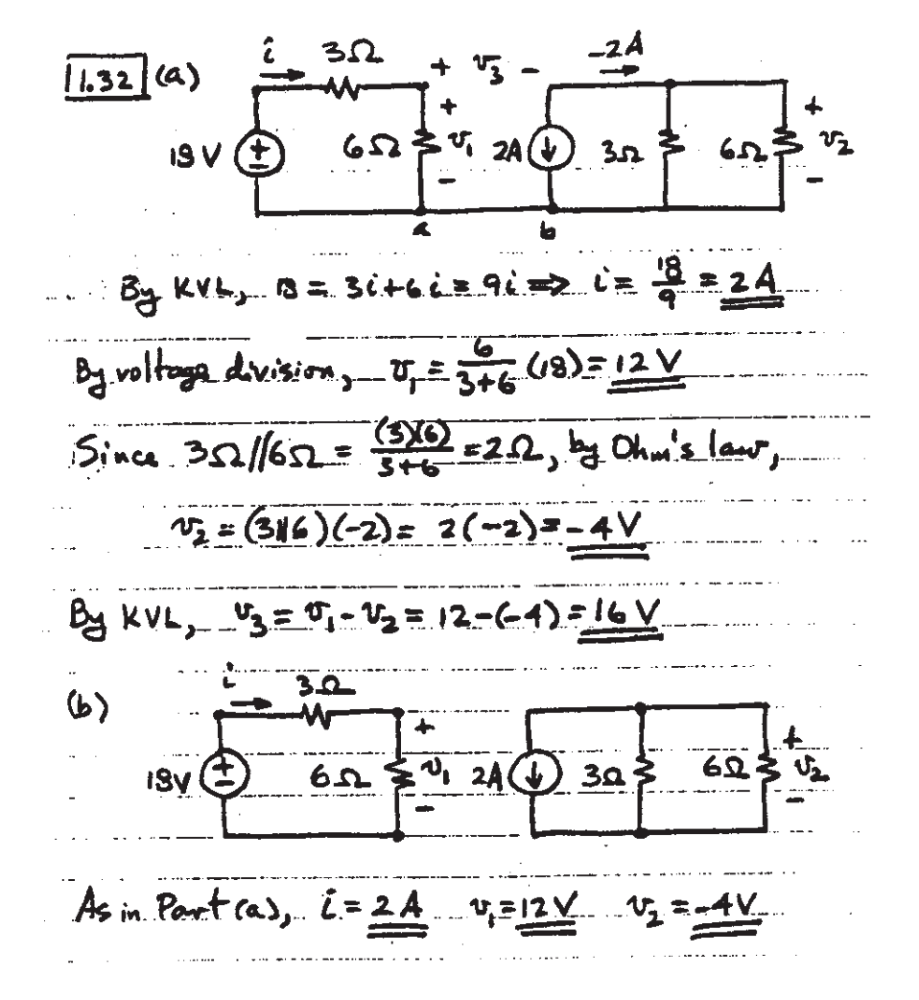 1.32 (a)
i 3Ω + v₃ − −2A
18 V + − 6Ω + v₁ − 2A 3Ω 6Ω + v₂ −
a b
By KVL, 18 = 3i+6i = 9i ⇒ i = 18/9 = 2 A
By voltage division, v₁ = 6/(3+6) (18) = 12 V
Since 3Ω//6Ω = (3)(6)/(3+6) = 2Ω, by Ohm's law,
v₂ = (3||6)(−2) = 2(−2) = −4 V
By KVL, v₃ = v₁ − v₂ = 12−(−4) = 16 V
(b)
i 3Ω
18V + − 6Ω + v₁ − 2A 3Ω 6Ω + v₂ −
As in Part (a), i = 2 A v₁ = 12 V v₂ = −4V